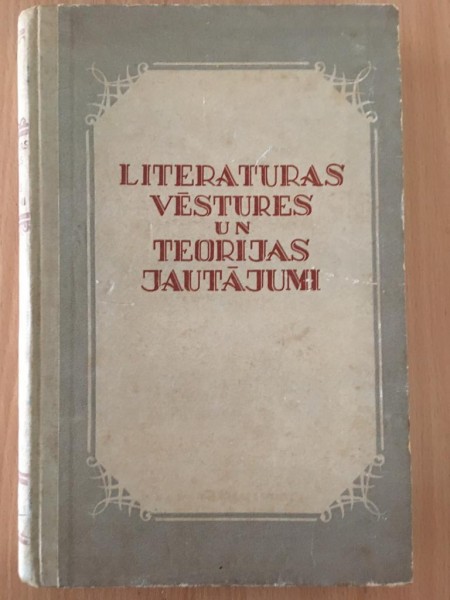 LITERATURAS
VĒSTURES
UN
TEORIJAS
JAUTĀJUMI